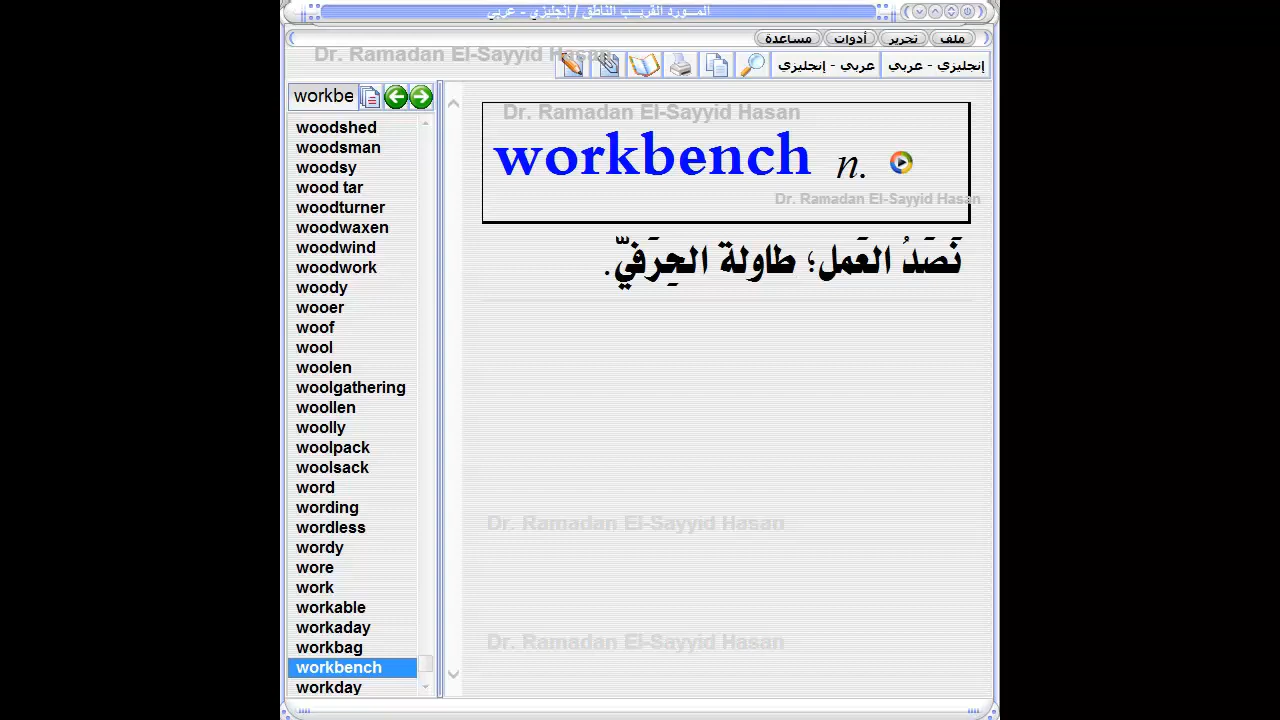 المـــورد القريـــب الناطق / إنجليزي - عربي
ملف تحرير أدوات مساعدة
Dr. Ramadan El-Sayyid Hasan
إنجليزي - عربي عربي - إنجليزي
workbe
Dr. Ramadan El-Sayyid Hasan
workbench n.
Dr. Ramadan El-Sayyid Hasan
نَصَدُ العَمل؛ طاولة الحِرَفيّ.
woodshed
woodsman
woodsy
wood tar
woodturner
woodwaxen
woodwind
woodwork
woody
wooer
woof
wool
woolen
woolgathering
woollen
woolly
woolpack
woolsack
word
wording
wordless
wordy
wore
work
workable
workaday
workbag
workbench
workday
Dr. Ramadan El-Sayyid Hasan
Dr. Ramadan El-Sayyid Hasan